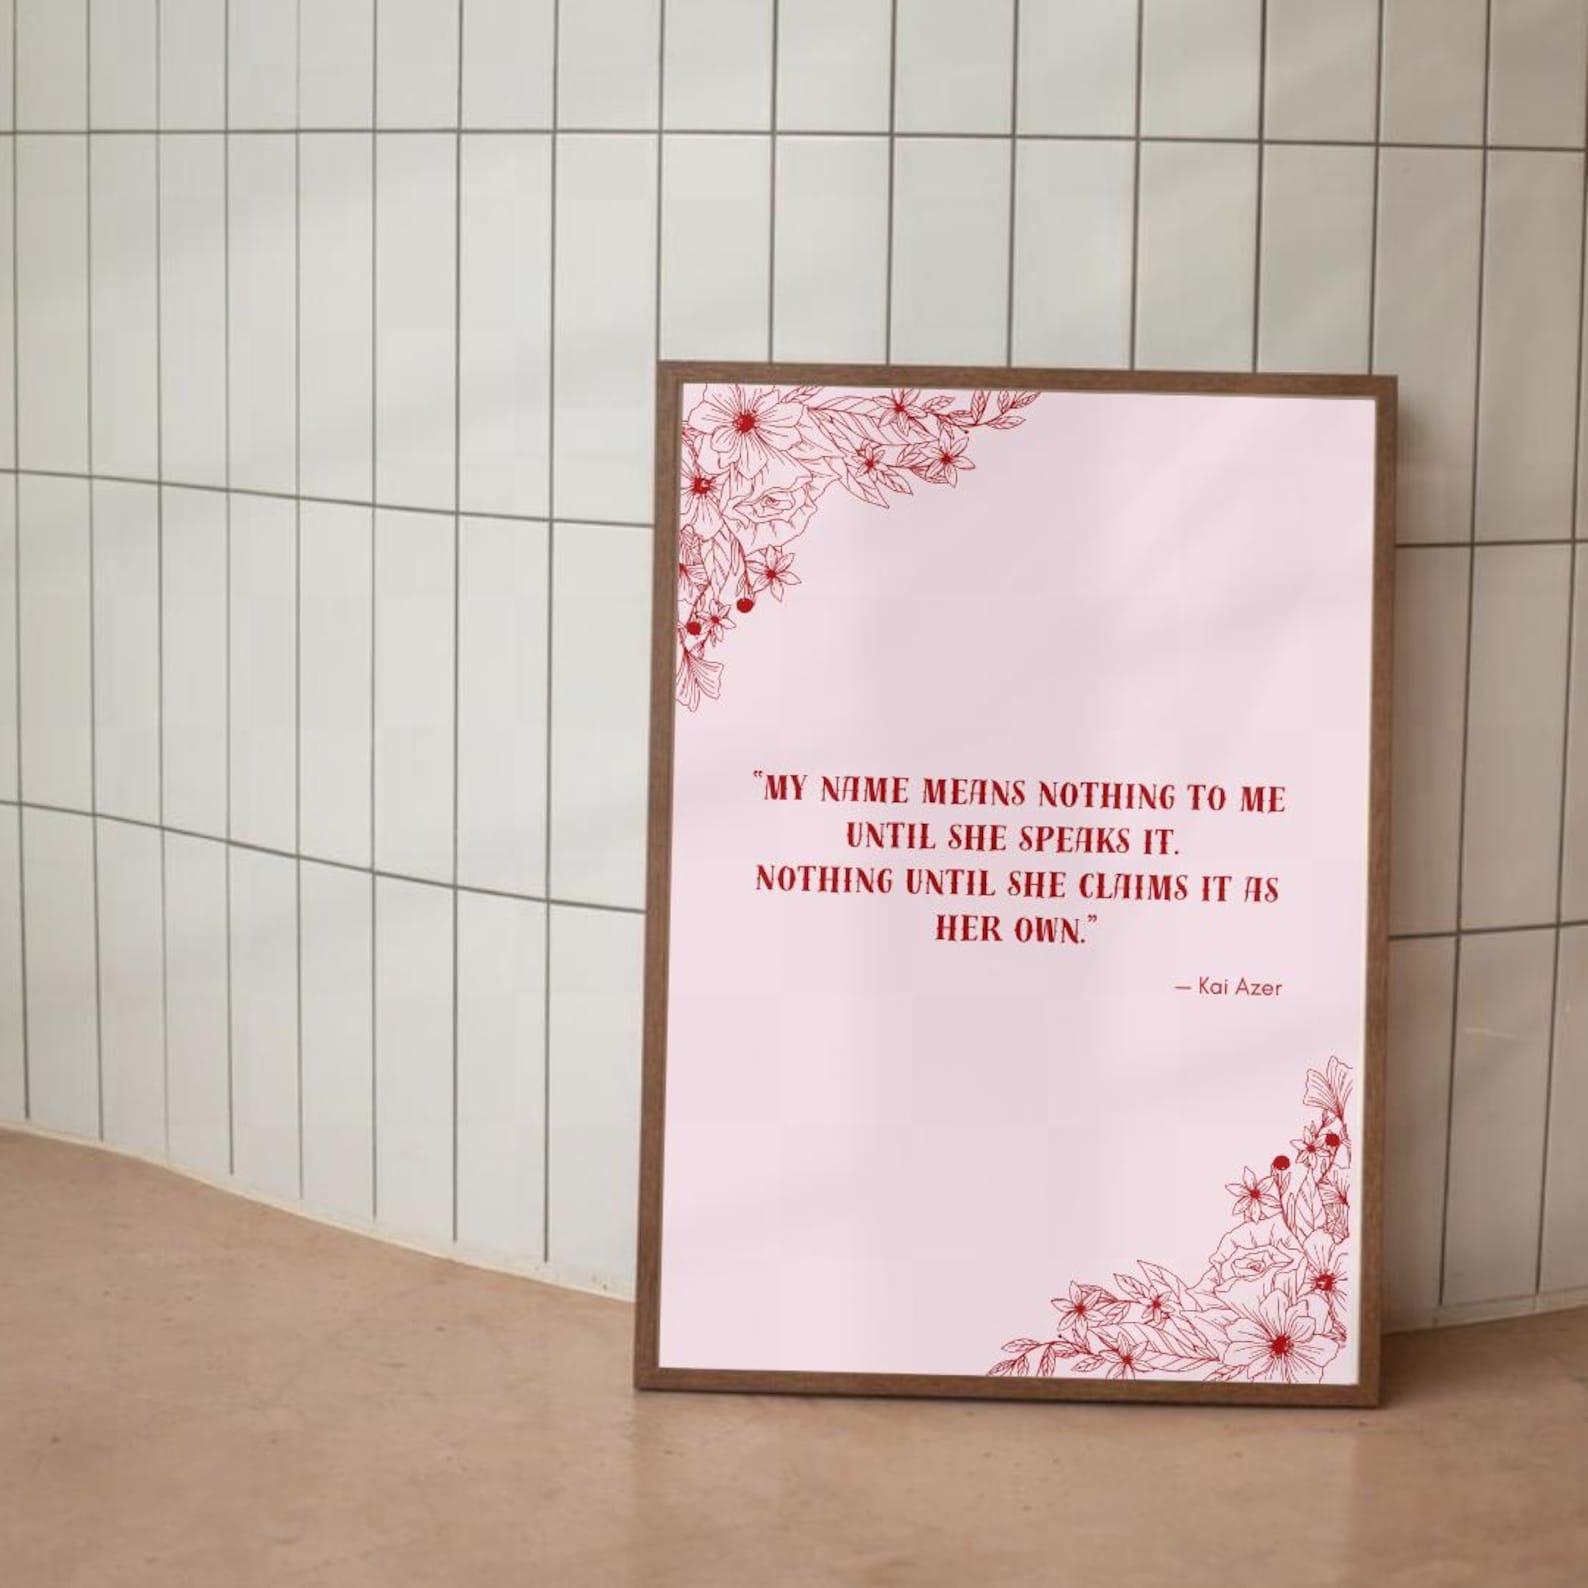 “MY NAME MEANS NOTHING TO ME
UNTIL SHE SPEAKS IT.
NOTHING UNTIL SHE CLAIMS IT AS
HER OWN.”
— Kai Azer